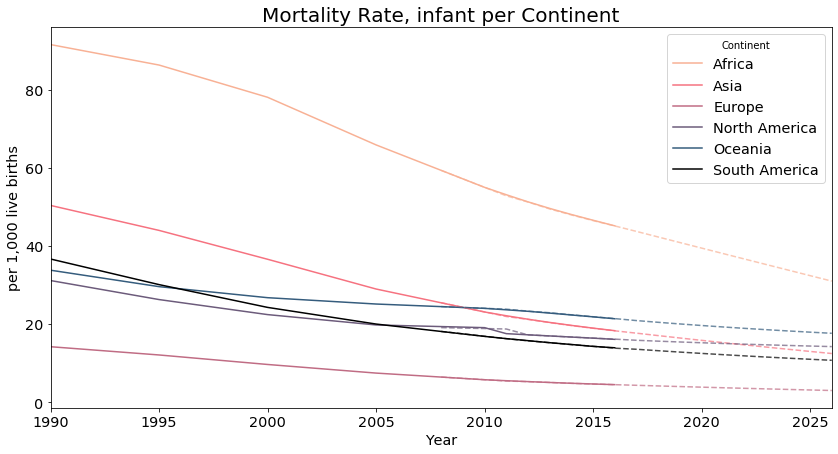 Mortality Rate, infant per Continent
per 1,000 live births
80
60
40
20
0
Continent
Africa
Asia
Europe
North America
Oceania
South America
1990 1995 2000 2005 2010 2015 2020 2025
Year